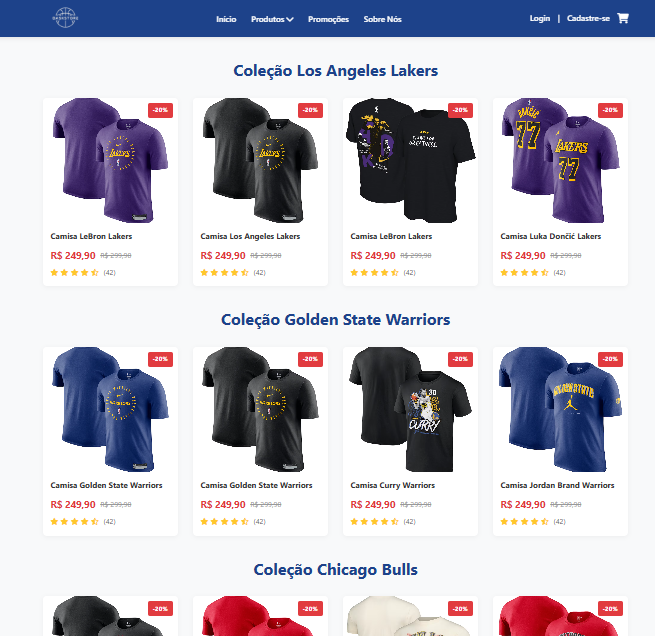 BASKETSTORE
Início Produtos Promoções Sobre Nós
Login | Cadastre-se
Coleção Los Angeles Lakers
-20% -20% -20% -20%
LAKERS
LAKERS
DONČIĆ
77
LAKERS
77
Camisa LeBron Lakers Camisa Los Angeles Lakers Camisa LeBron Lakers Camisa Luka Dončić Lakers
R$ 249,90 R$ 299,90 R$ 249,90 R$ 299,90 R$ 249,90 R$ 299,90 R$ 249,90 R$ 299,90
(42) (42) (42) (42)
Coleção Golden State Warriors
-20% -20% -20% -20%
WARRIORS
WARRIORS
30
CURRY
GOLDEN STATE
Camisa Golden State Warriors Camisa Golden State Warriors Camisa Curry Warriors Camisa Jordan Brand Warriors
R$ 249,90 R$ 299,90 R$ 249,90 R$ 299,90 R$ 249,90 R$ 299,90 R$ 249,90 R$ 299,90
(42) (42) (42) (42)
Coleção Chicago Bulls
-20% -20% -20% -20%